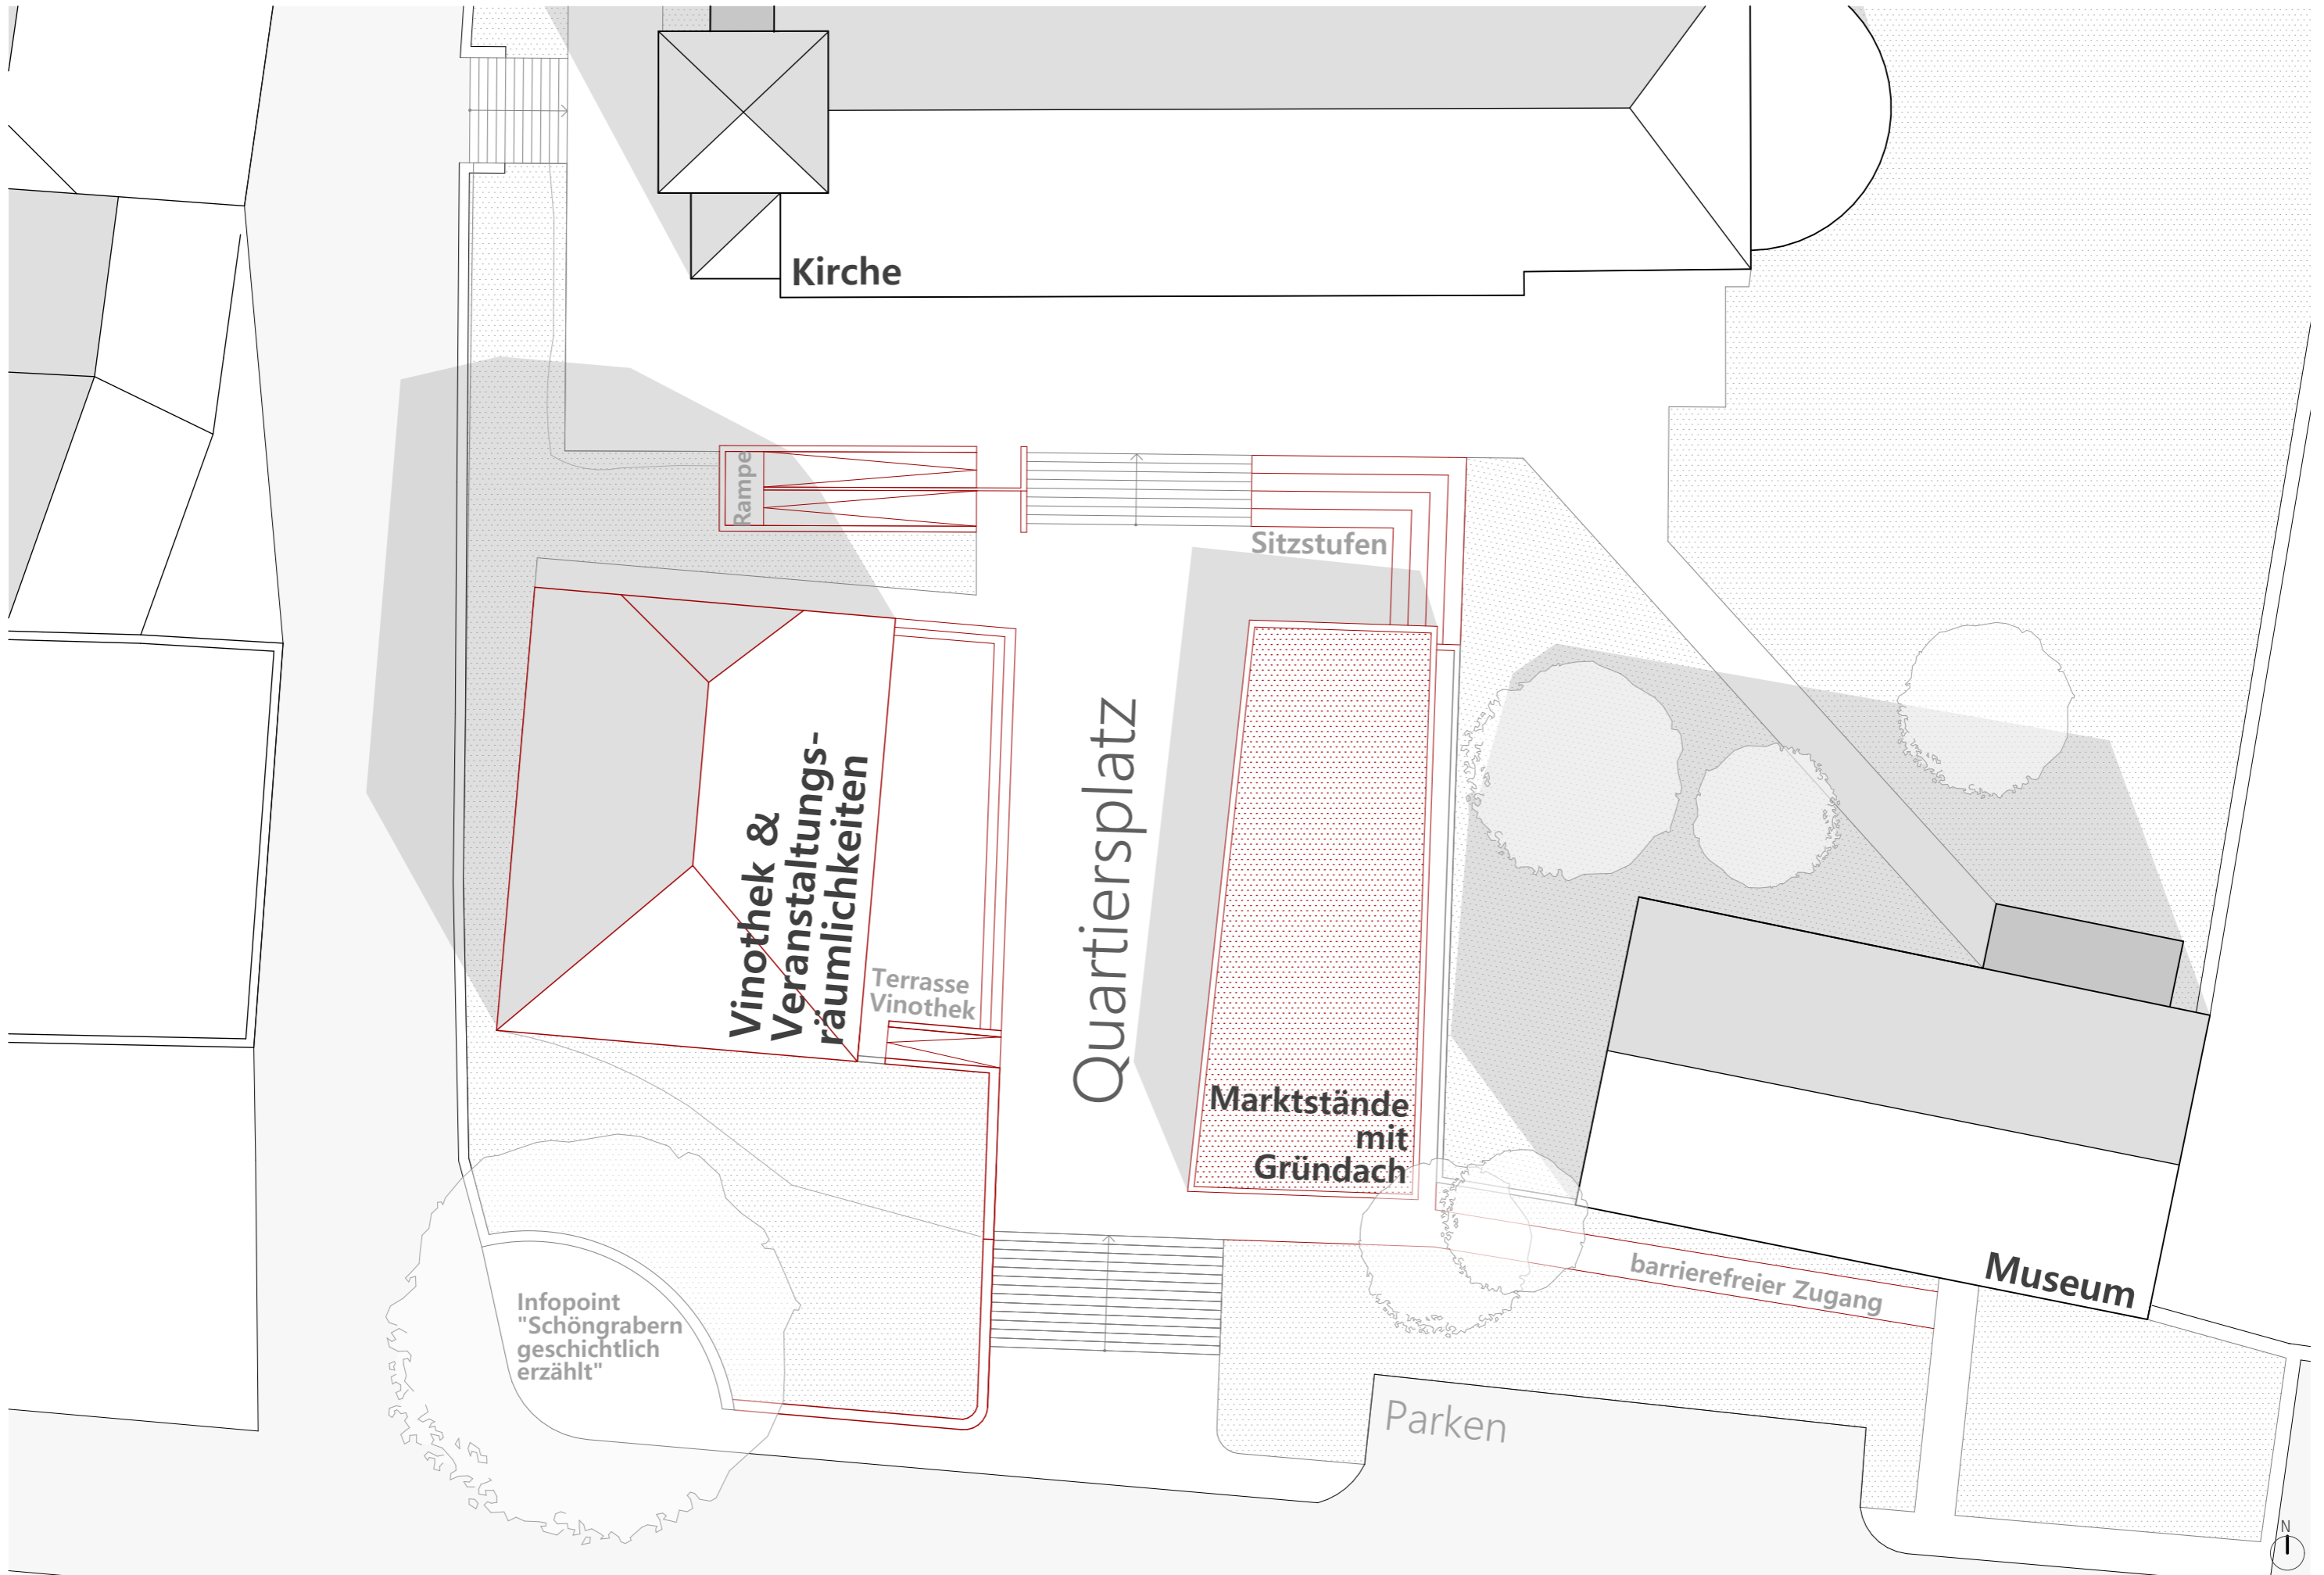 Kirche
Rampe
Sitzstufen
Vinothek &
Veranstaltungs-
räumlichkeiten
Terrasse
Vinothek
Quartiersplatz
Marktstände
mit
Gründach
Museum
barrierefreier Zugang
Infopoint
"Schöngrabern
geschichtlich
erzählt"
Parken
N